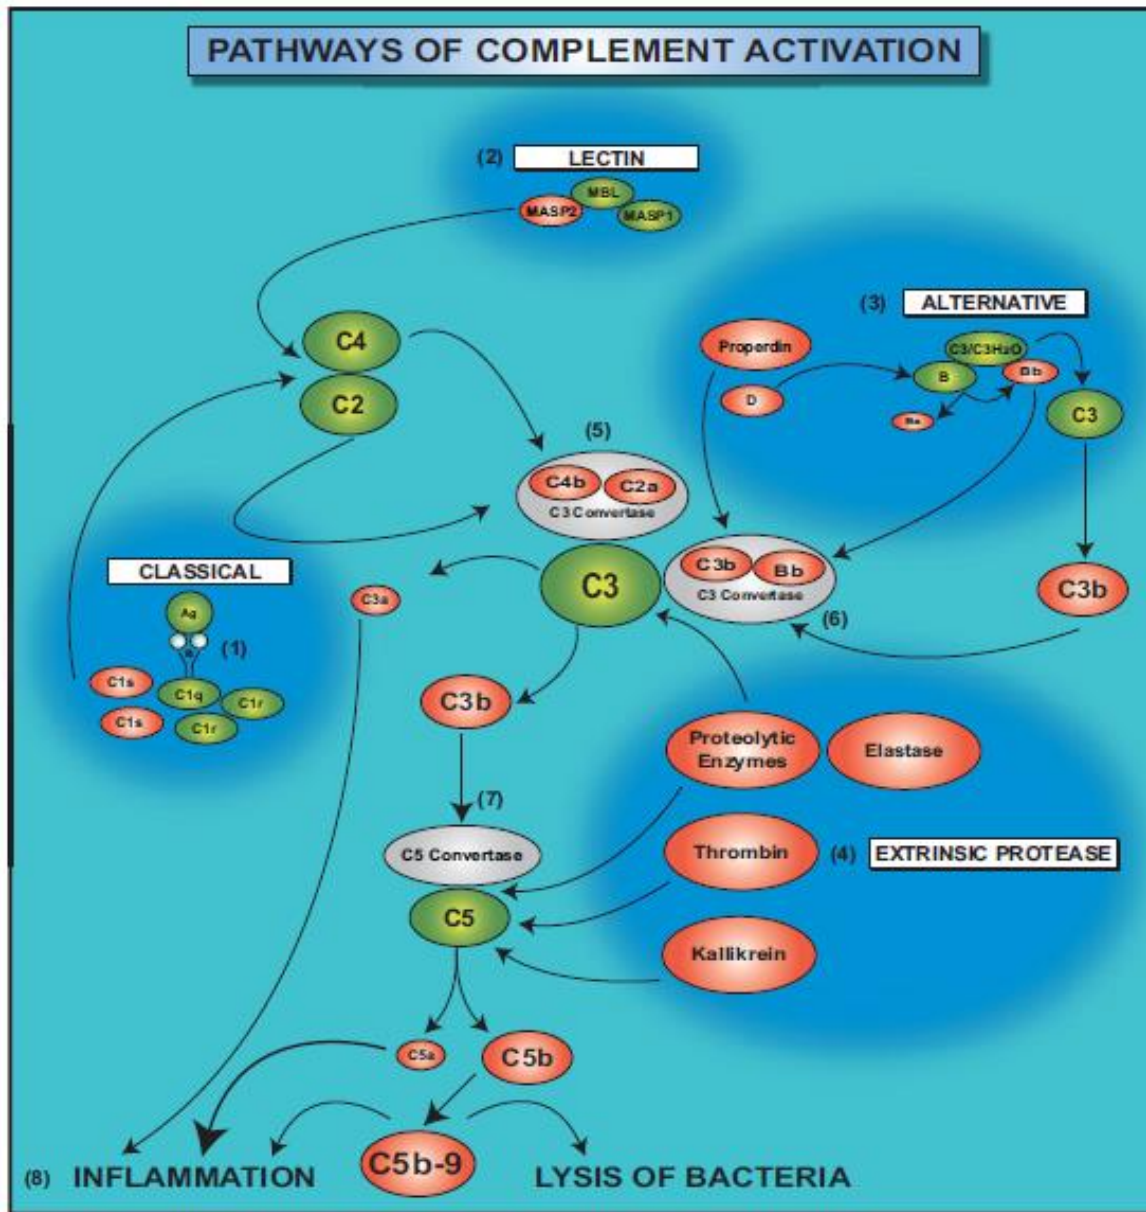 PATHWAYS OF COMPLEMENT ACTIVATION
(2) LECTIN
MBL
MASP2
MASP1
(3) ALTERNATIVE
C3/C3H2O
Properdin
B
Bb
D
Ba
C3
C4
C2
(5)
C4b
C2a
C3 Convertase
C3b
Bb
C3 Convertase
(6)
C3
C3b
CLASSICAL
Ag
(1)
C1s
C1q
C1r
C1s
C1r
C3a
C3b
Proteolytic
Enzymes
Elastase
(7)
C5 Convertase
Thrombin
(4) EXTRINSIC PROTEASE
C5
Kallikrein
C5a
C5b
C5b-9
(8) INFLAMMATION
LYSIS OF BACTERIA